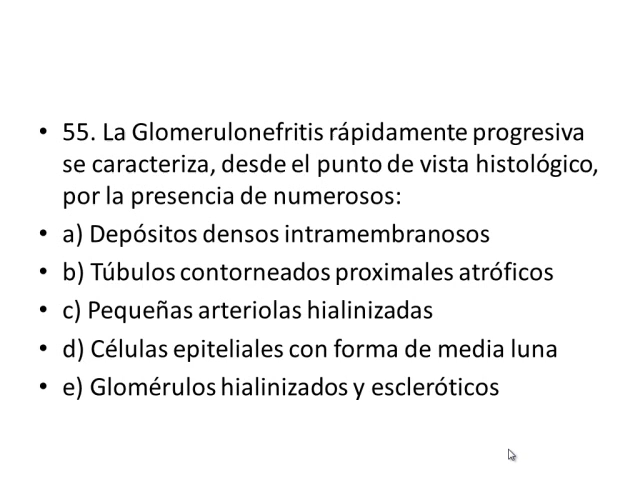 • 55. La Glomerulonefritis rápidamente progresiva
se caracteriza, desde el punto de vista histológico,
por la presencia de numerosos:
• a) Depósitos densos intramembranosos
• b) Túbulos contorneados proximales atróficos
• c) Pequeñas arteriolas hialinizadas
• d) Células epiteliales con forma de media luna
• e) Glomérulos hialinizados y escleróticos